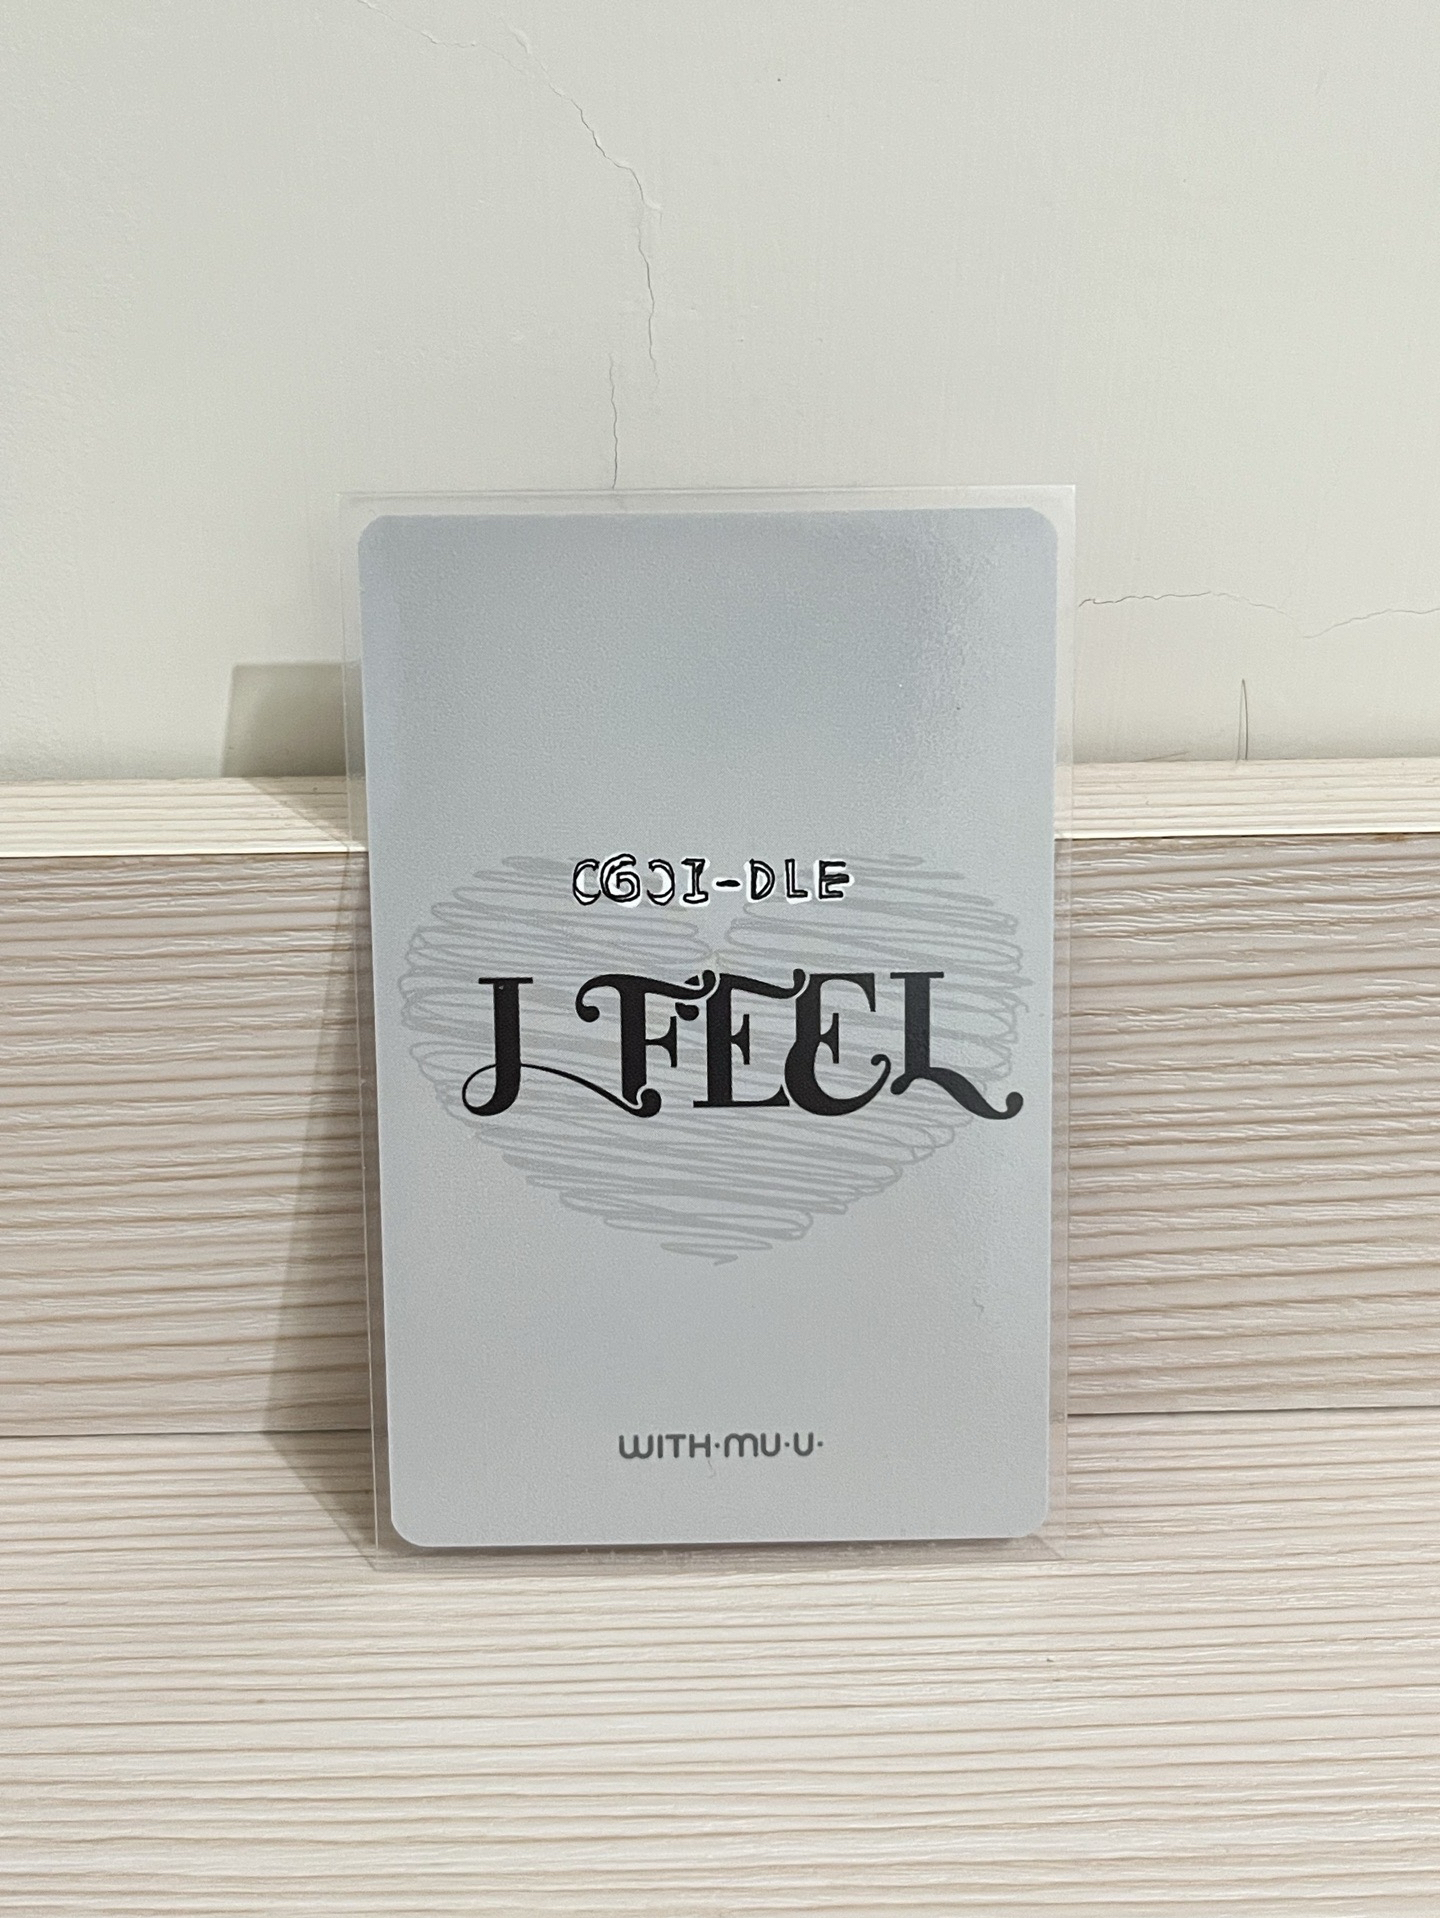 (G)I-DLE
I FEEL
WITH·MU·U·